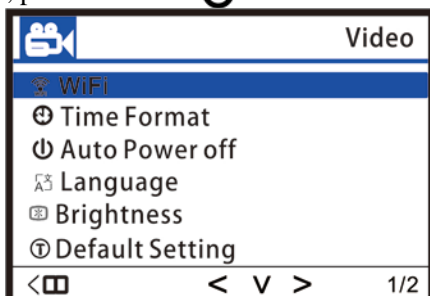 Video
WiFi
Time Format
Auto Power off
Language
Brightness
Default Setting
< < V > 1/2